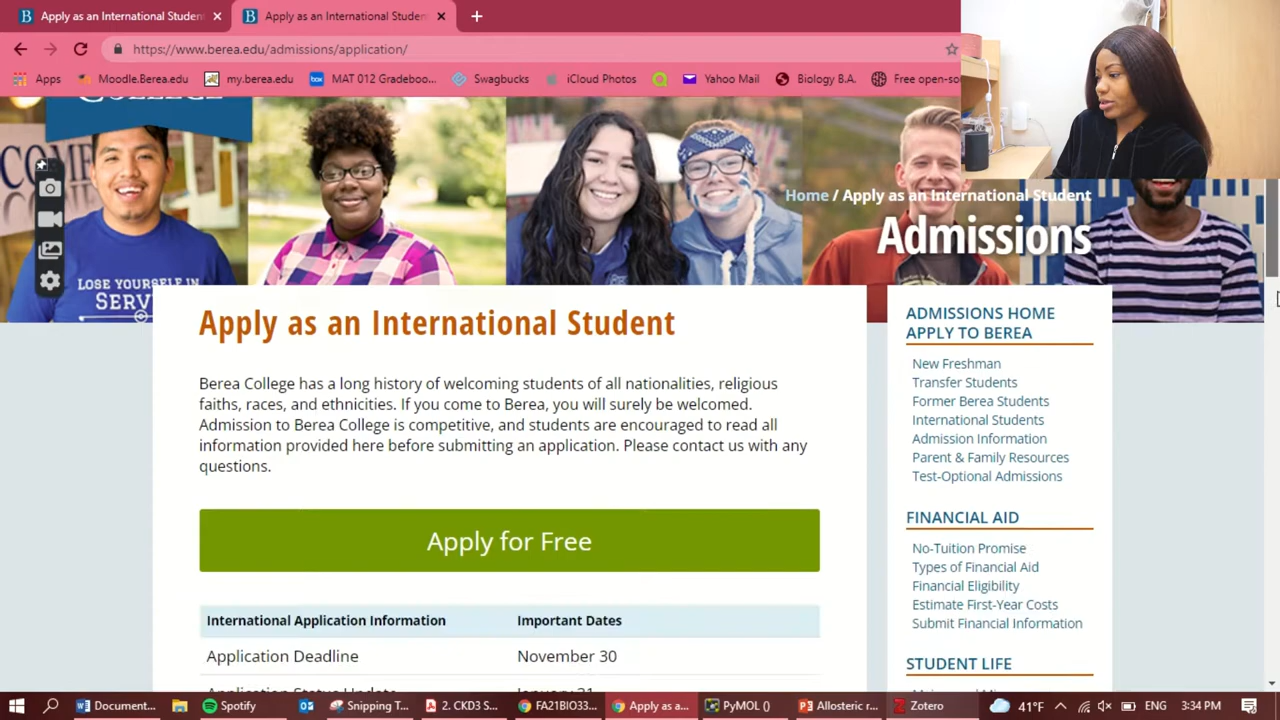 Apply as an International Studen
Apply as an International Studen
https://www.berea.edu/admissions/application/
Apps
Moodle.Berea.edu
my.berea.edu
MAT 012 Gradeboo...
Swagbucks
iCloud Photos
Yahoo Mail
Biology B.A.
Free open-so
COLLEGE
LOSE YOURSELF IN
SERV
Home / Apply as an International Student
Admissions
Apply as an International Student
Berea College has a long history of welcoming students of all nationalities, religious
faiths, races, and ethnicities. If you come to Berea, you will surely be welcomed.
Admission to Berea College is competitive, and students are encouraged to read all
information provided here before submitting an application. Please contact us with any
questions.
Apply for Free
International Application Information Important Dates
Application Deadline November 30
Application Status Update January 31
ADMISSIONS HOME
APPLY TO BEREA
New Freshman
Transfer Students
Former Berea Students
International Students
Admission Information
Parent & Family Resources
Test-Optional Admissions
FINANCIAL AID
No-Tuition Promise
Types of Financial Aid
Financial Eligibility
Estimate First-Year Costs
Submit Financial Information
STUDENT LIFE
Document...
Spotify
Snipping T...
2. CKD3 S...
FA21BIO33...
Apply as a...
PyMOL ()
Allosteric r...
Zotero
41°F
ENG
3:34 PM